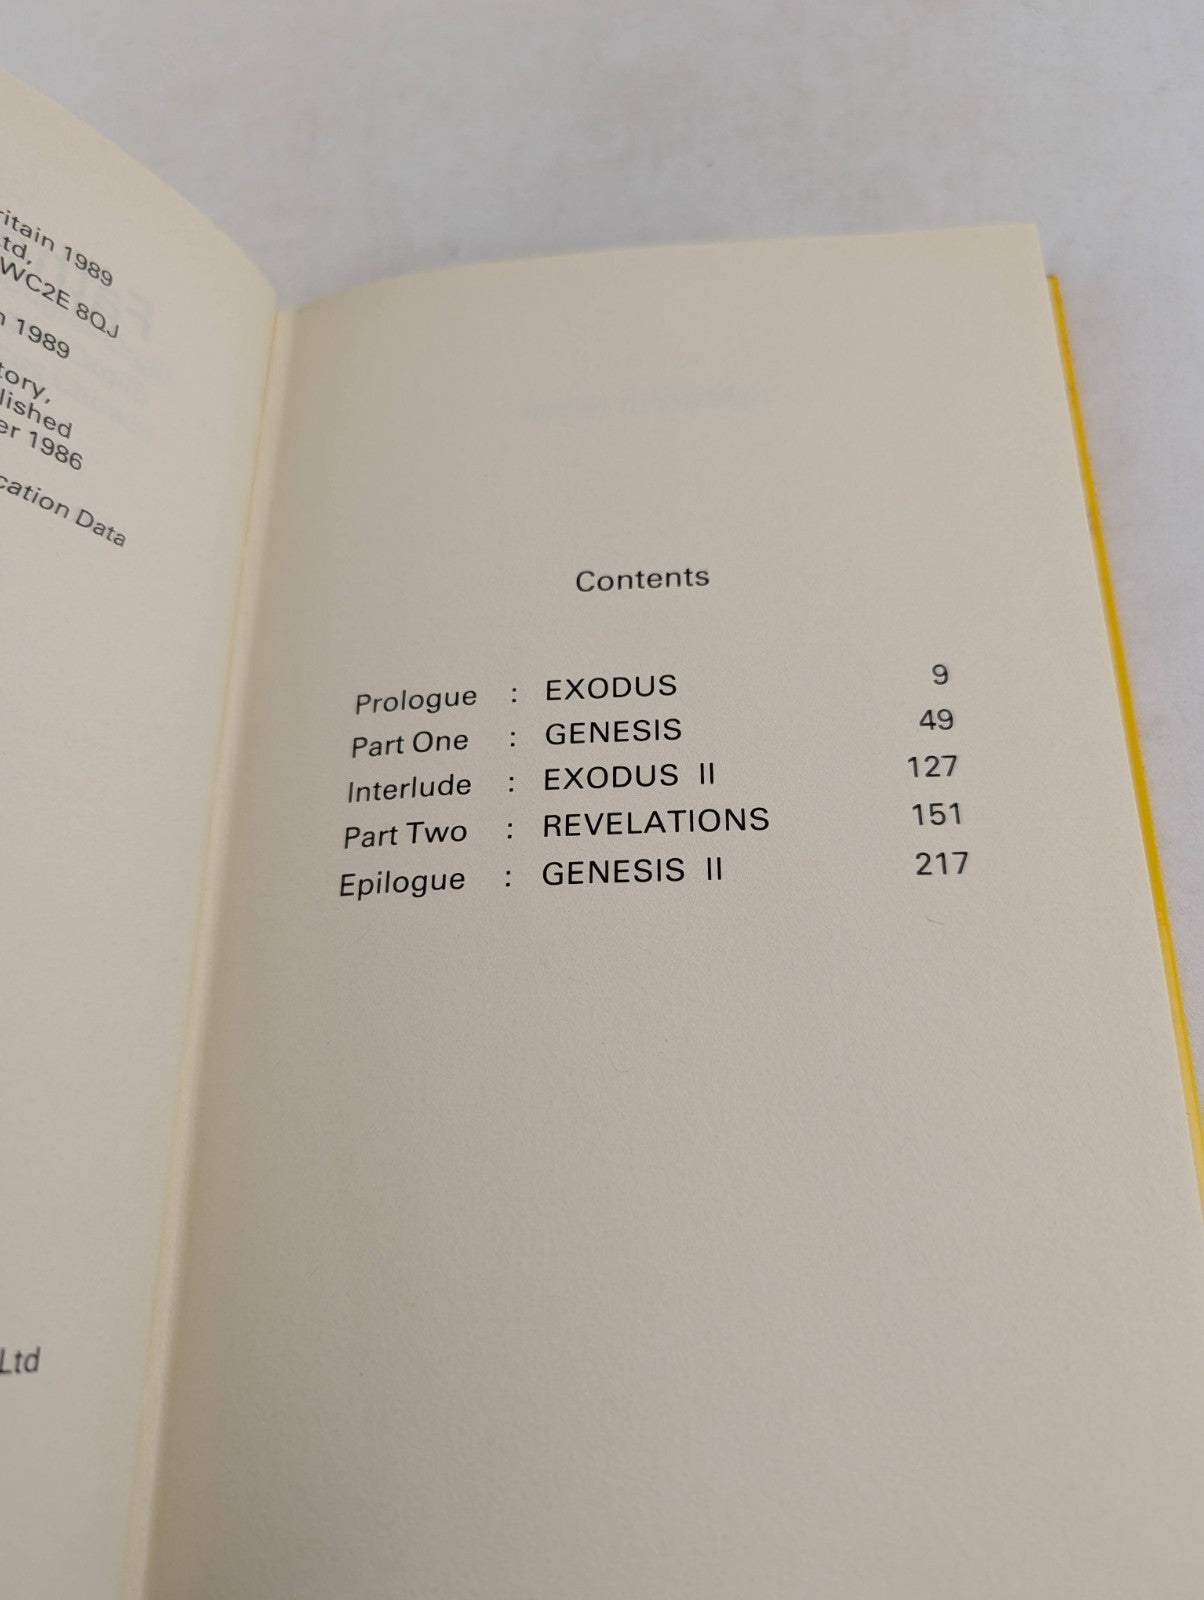 ritain 1989
td,
WC2E 8QJ
n 1989
tory,
lished
er 1986
cation Data
Ltd
Contents
Prologue : EXODUS 9
Part One : GENESIS 49
Interlude : EXODUS II 127
Part Two : REVELATIONS 151
Epilogue : GENESIS II 217